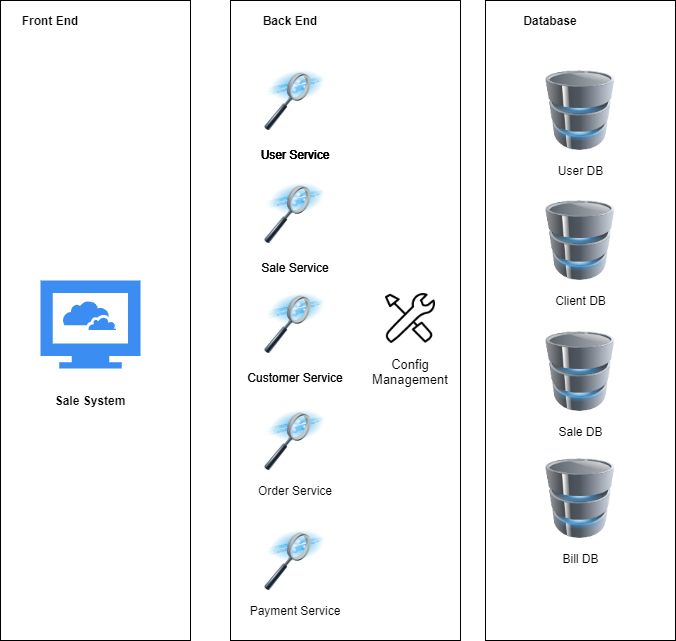 Front End
Back End
Database
User Service
Sale Service
Customer Service
Order Service
Payment Service
Config
Management
Sale System
User DB
Client DB
Sale DB
Bill DB